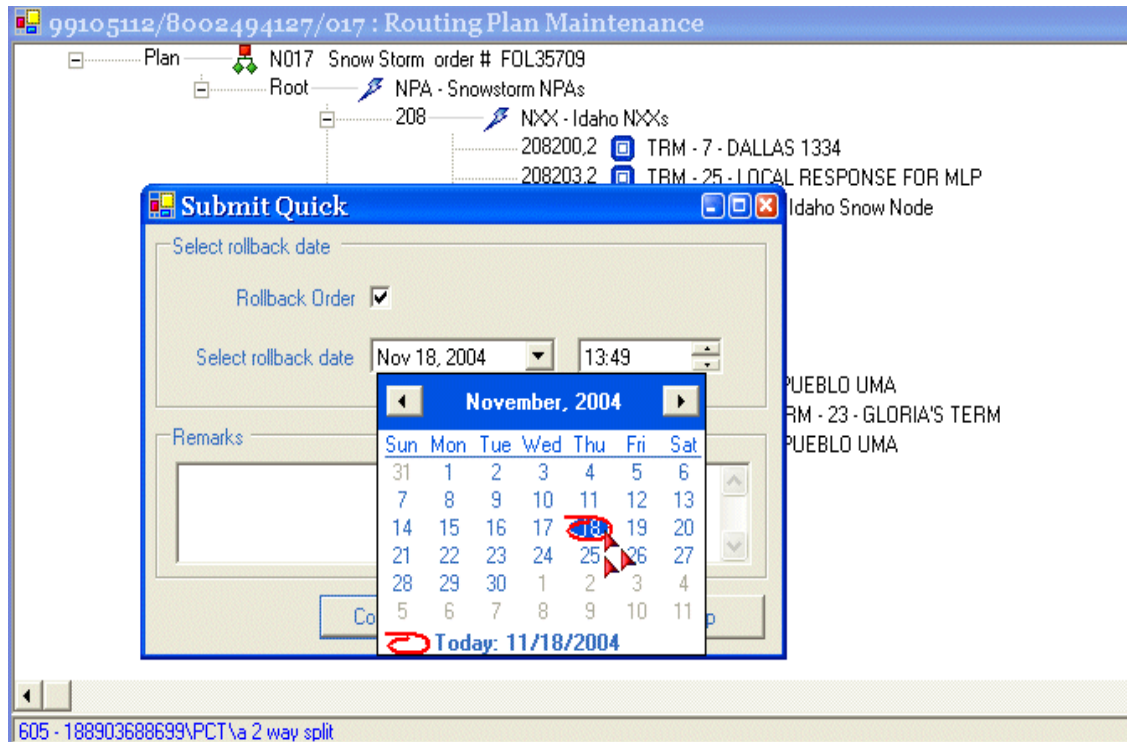 99105112/8002494127/017 : Routing Plan Maintenance
Plan N017 Snow Storm order # FOL35709
Root NPA - Snowstorm NPAs
208 NXX - Idaho NXXs
208200,2 TRM - 7 - DALLAS 1334
208203,2 TRM - 25 - LOCAL RESPONSE FOR MLP
Submit Quick
Idaho Snow Node
Select rollback date
Rollback Order
Select rollback date Nov 18, 2004 13:49
PUEBLO UMA
RM - 23 - GLORIA'S TERM
PUEBLO UMA
November, 2004
Remarks
Sun Mon Tue Wed Thu Fri Sat
31 1 2 3 4 5 6
7 8 9 10 11 12 13
14 15 16 17 18 19 20
21 22 23 24 25 26 27
28 29 30 1 2 3 4
5 6 7 8 9 10 11
Co p
Today: 11/18/2004
605 - 188903688699\PCT\a 2 way split